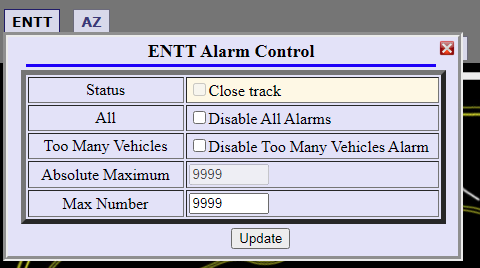 ENTT AZ
ENTT Alarm Control
Status Close track
All Disable All Alarms
Too Many Vehicles Disable Too Many Vehicles Alarm
Absolute Maximum 9999
Max Number 9999
Update